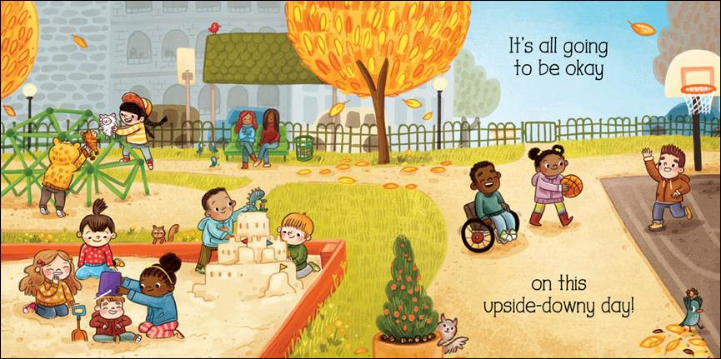 It's all going
to be okay
on this
upside-downy day!